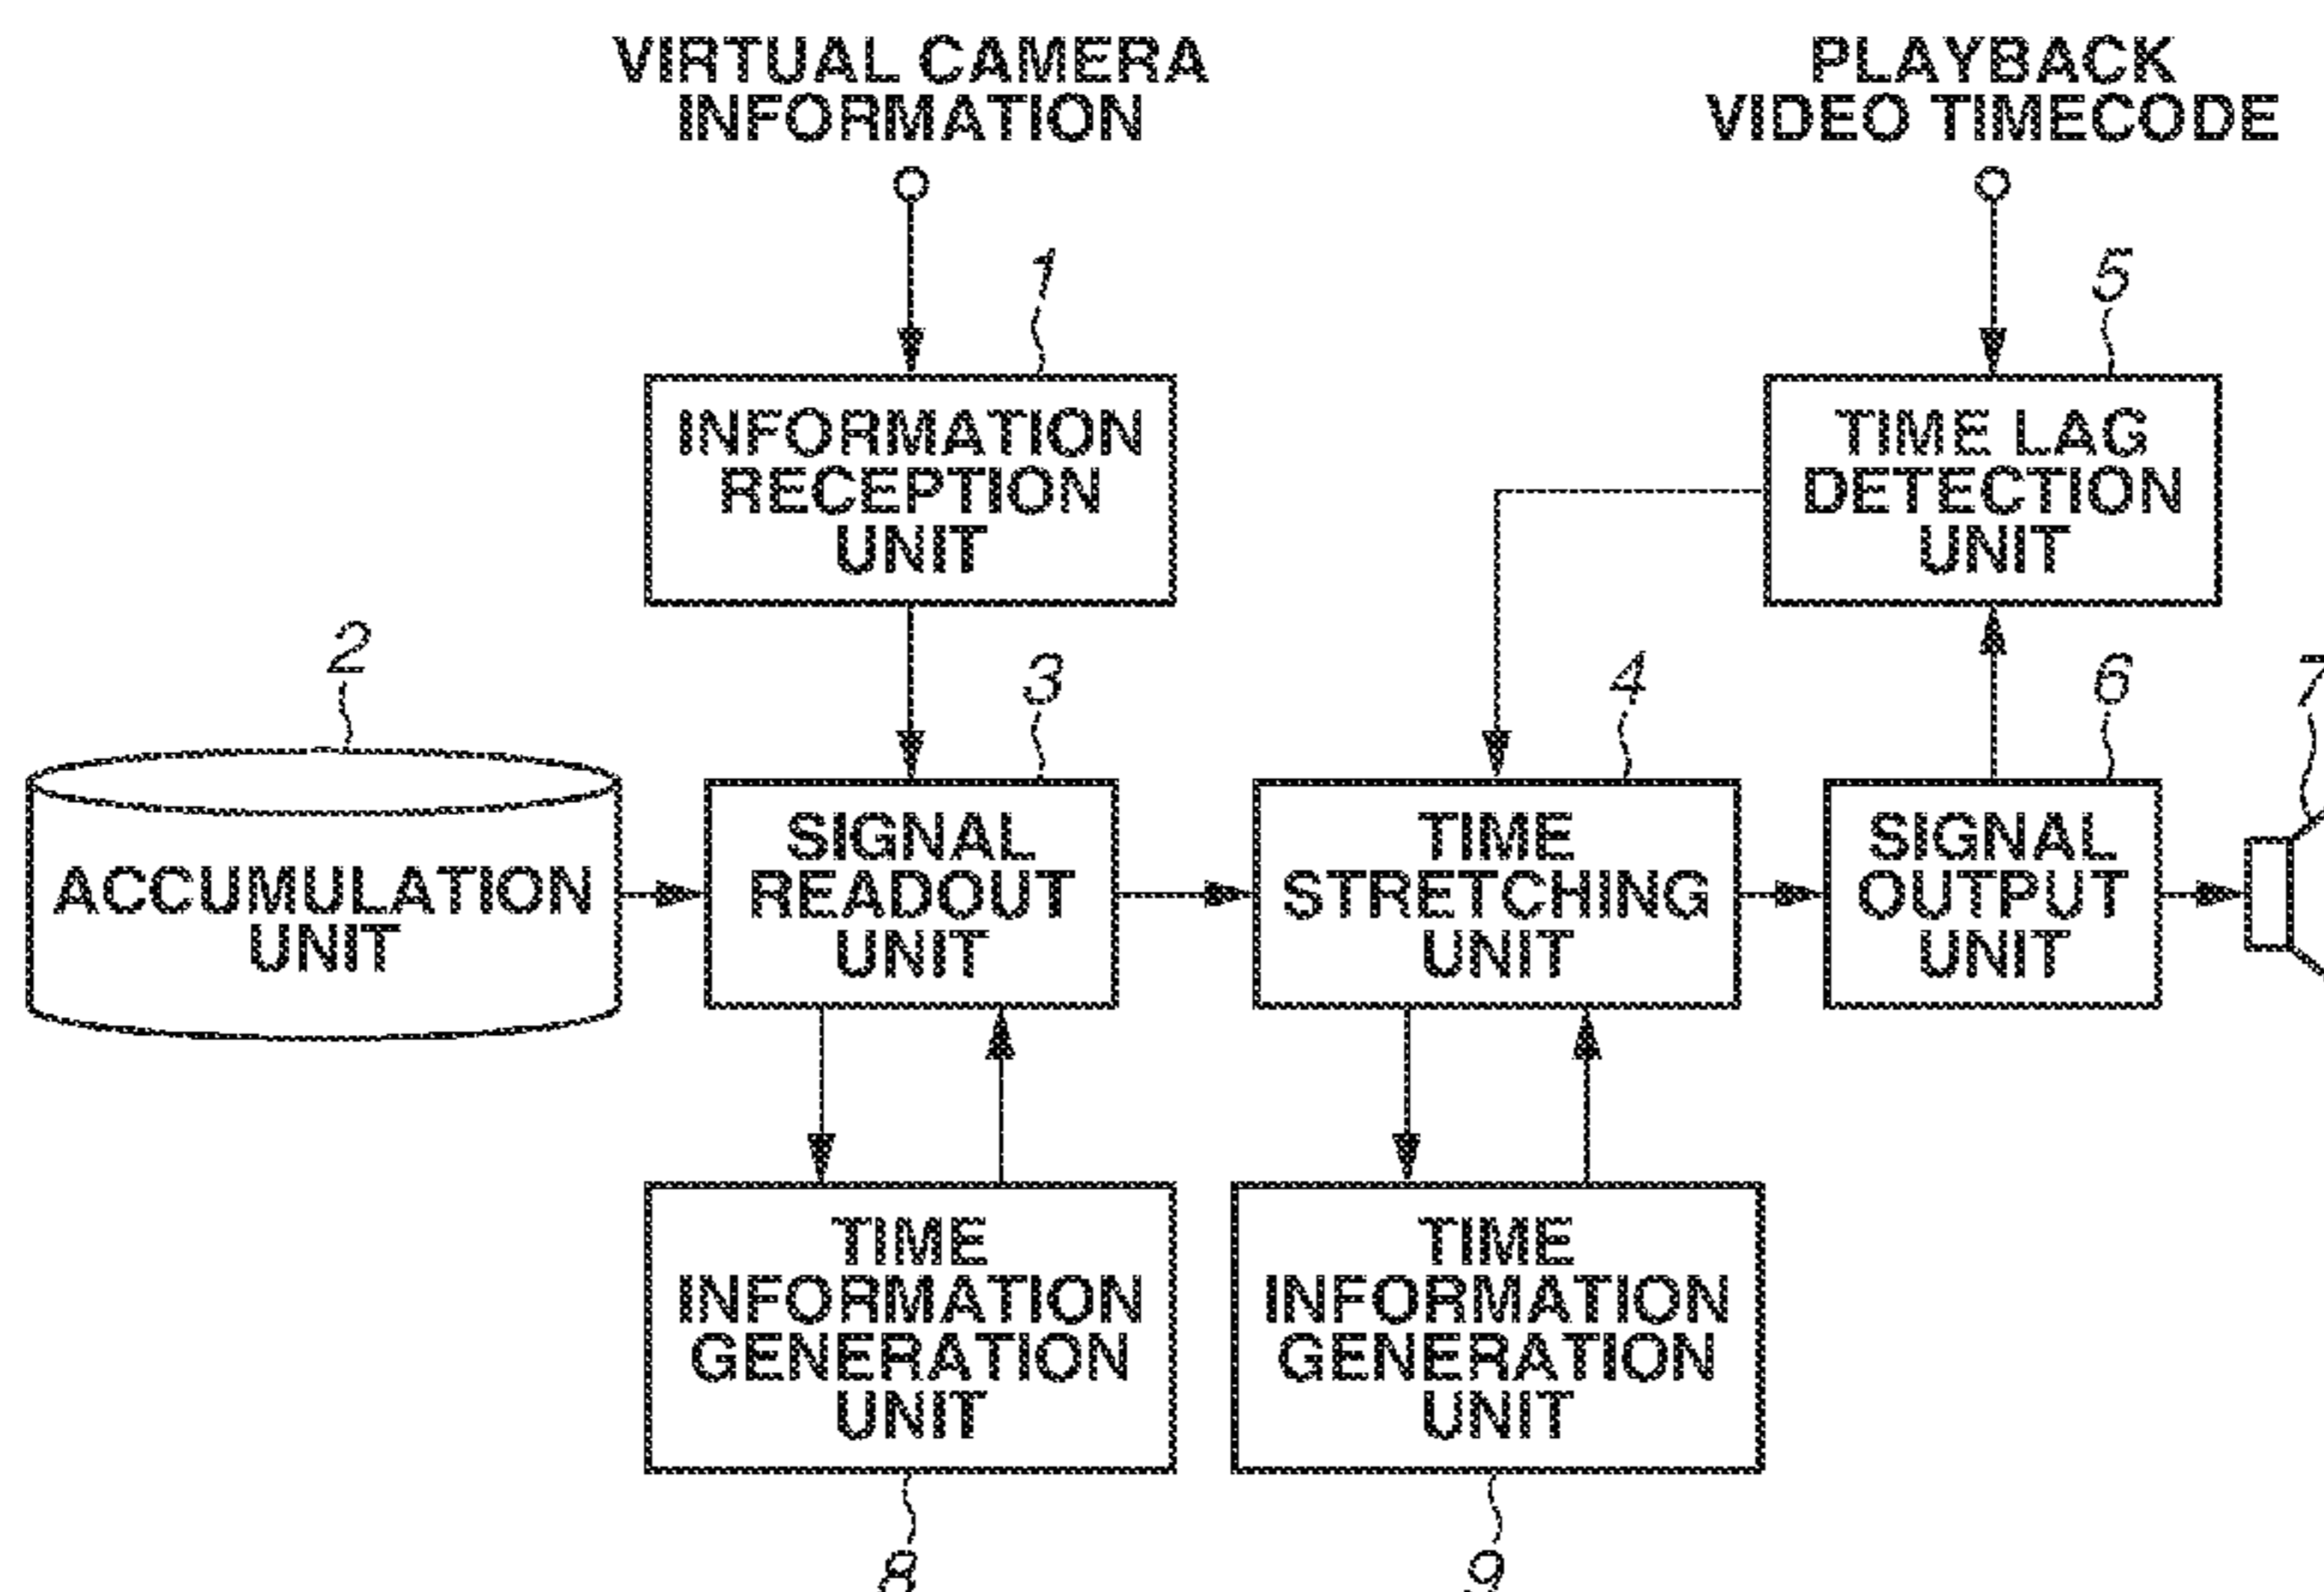 VIRTUAL CAMERA
INFORMATION
PLAYBACK
VIDEO TIMECODE
1
5
INFORMATION
RECEPTION
UNIT
TIME LAG
DETECTION
UNIT
2
3
4
6
7
ACCUMULATION
UNIT
SIGNAL
READOUT
UNIT
TIME
STRETCHING
UNIT
SIGNAL
OUTPUT
UNIT
TIME
INFORMATION
GENERATION
UNIT
TIME
INFORMATION
GENERATION
UNIT
8
9